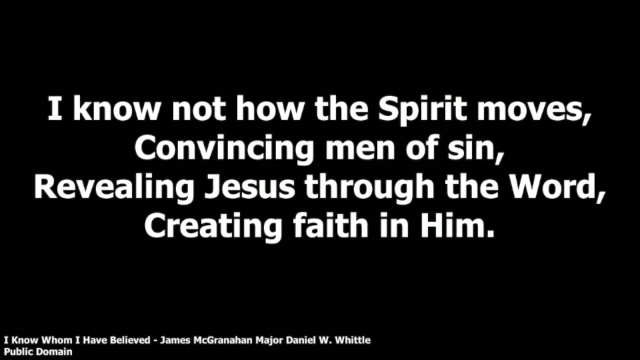 I know not how the Spirit moves,
Convincing men of sin,
Revealing Jesus through the Word,
Creating faith in Him.
I Know Whom I Have Believed - James McGranahan Major Daniel W. Whittle
Public Domain